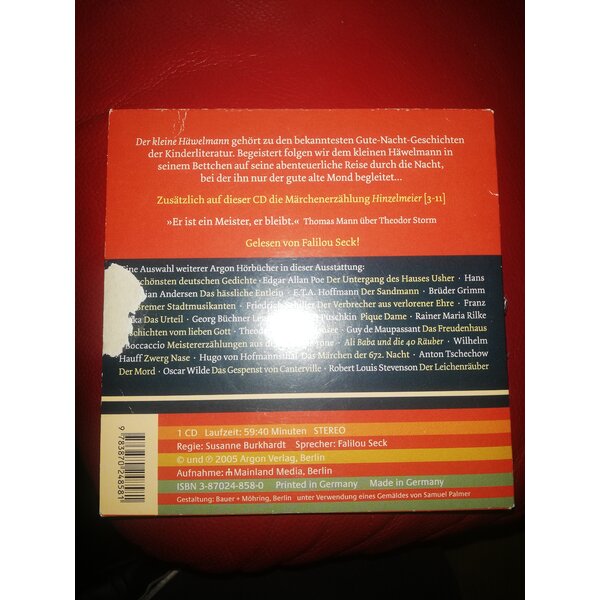 Der kleine Häwelmann gehört zu den bekanntesten Gute-Nacht-Geschichten
der Kinderliteratur. Begeistert folgen wir dem kleinen Häwelmann in
seinem Bettchen auf seine abenteuerliche Reise durch die Nacht,
bei der ihn nur der gute alte Mond begleitet...
Zusätzlich auf dieser CD die Märchenerzählung Hinzelmeier [3-11]
»Er ist ein Meister, er bleibt.« Thomas Mann über Theodor Storm
Gelesen von Falilou Seck!
Eine Auswahl weiterer Argon Hörbücher in dieser Ausstattung:
schönsten deutschen Gedichte · Edgar Allan Poe Der Untergang des Hauses Usher · Hans
Andersen Das hässliche Entlein · E.T.A. Hoffmann Der Sandmann · Brüder Grimm
Bremer Stadtmusikanten · Friedrich Schiller Der Verbrecher aus verlorener Ehre · Franz
Das Urteil · Georg Büchner Puschkin Pique Dame · Rainer Maria Rilke
vom lieben Gott · Guy de Maupassant Das Freudenhaus
Boccaccio Meistererzählungen aus · Ali Baba und die 40 Räuber · Wilhelm
Hauff Zwerg Nase · Hugo von Hofmannsthal Das Märchen der 672. Nacht · Anton Tschechow
Der Mord · Oscar Wilde Das Gespenst von Canterville · Robert Louis Stevenson Der Leichenräuber
1 CD Laufzeit: 59:40 Minuten STEREO
Regie: Susanne Burkhardt Sprecher: Falilou Seck
© und ℗ 2005 Argon Verlag, Berlin
Aufnahme: Mainland Media, Berlin
ISBN 3-87024-858-0 Printed in Germany Made in Germany
Gestaltung: Bauer + Möhring, Berlin unter Verwendung eines Gemäldes von Samuel Palmer
9 783870 248581